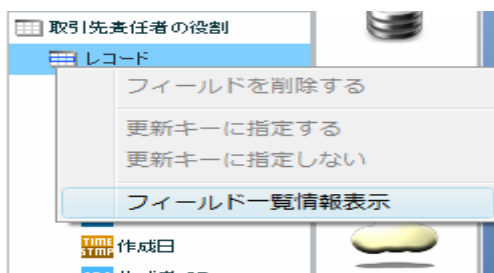 取引先責任者の役割
レコード
フィールドを削除する
更新キーに指定する
更新キーに指定しない
フィールド一覧情報表示
TIME
STMP
作成日